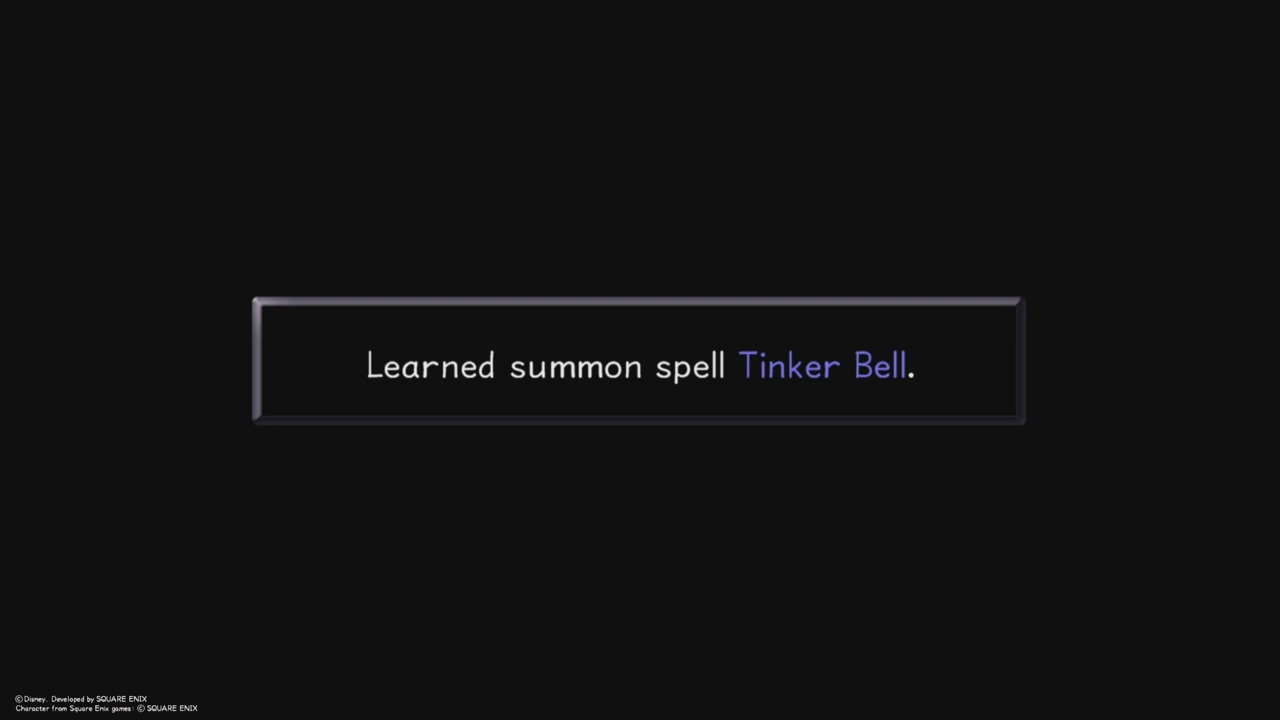 Learned summon spell Tinker Bell.
©Disney. Developed by SQUARE ENIX
Character from Square Enix games: © SQUARE ENIX